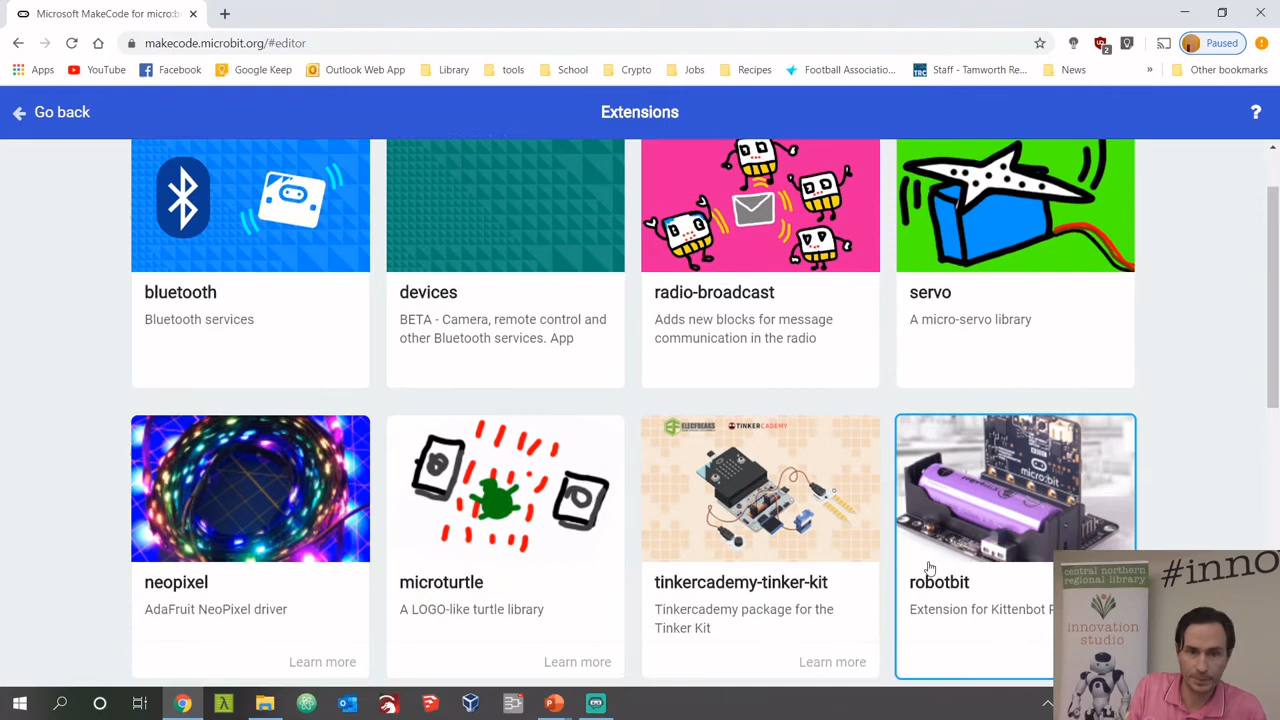 Microsoft MakeCode for micro:b
makecode.microbit.org/#editor
2
Paused
Apps
YouTube
Facebook
Google Keep
Outlook Web App
Library
tools
School
Crypto
Jobs
Recipes
Football Association...
TRC
Staff - Tamworth Re...
News
»
Other bookmarks
Go back
Extensions
?
bluetooth
Bluetooth services
devices
BETA - Camera, remote control and
other Bluetooth services. App
radio-broadcast
Adds new blocks for message
communication in the radio
servo
A micro-servo library
neopixel
AdaFruit NeoPixel driver
Learn more
microturtle
A LOGO-like turtle library
Learn more
ELECFREAKS
TINKERCADEMY
tinkercademy-tinker-kit
Tinkercademy package for the
Tinker Kit
Learn more
micro:bit
robotbit
Extension for Kittenbot
central northern
regional library
innovation
studio
#inno